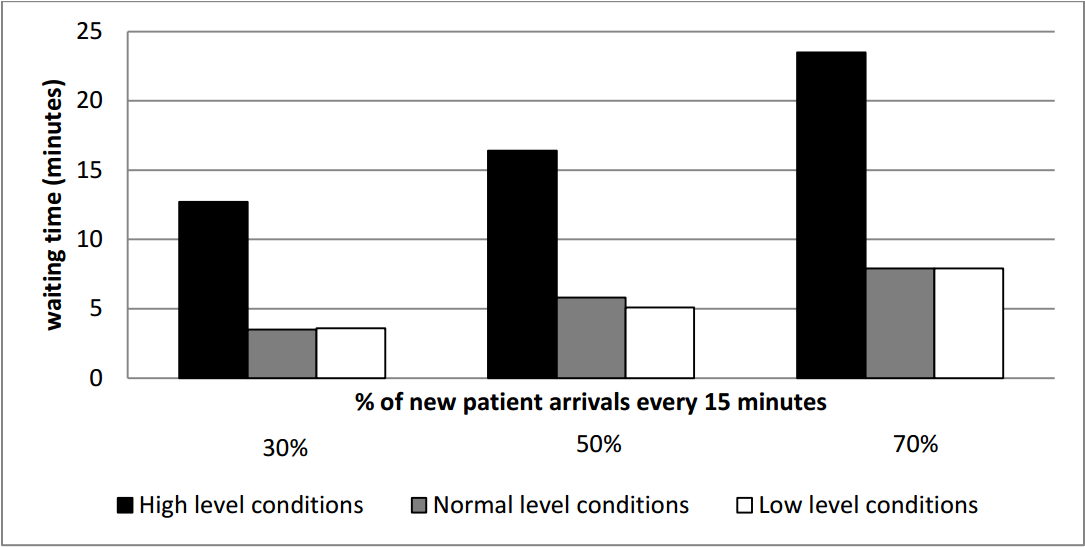 25
20
15
10
5
0
waiting time (minutes)
% of new patient arrivals every 15 minutes
30% 50% 70%
High level conditions Normal level conditions Low level conditions